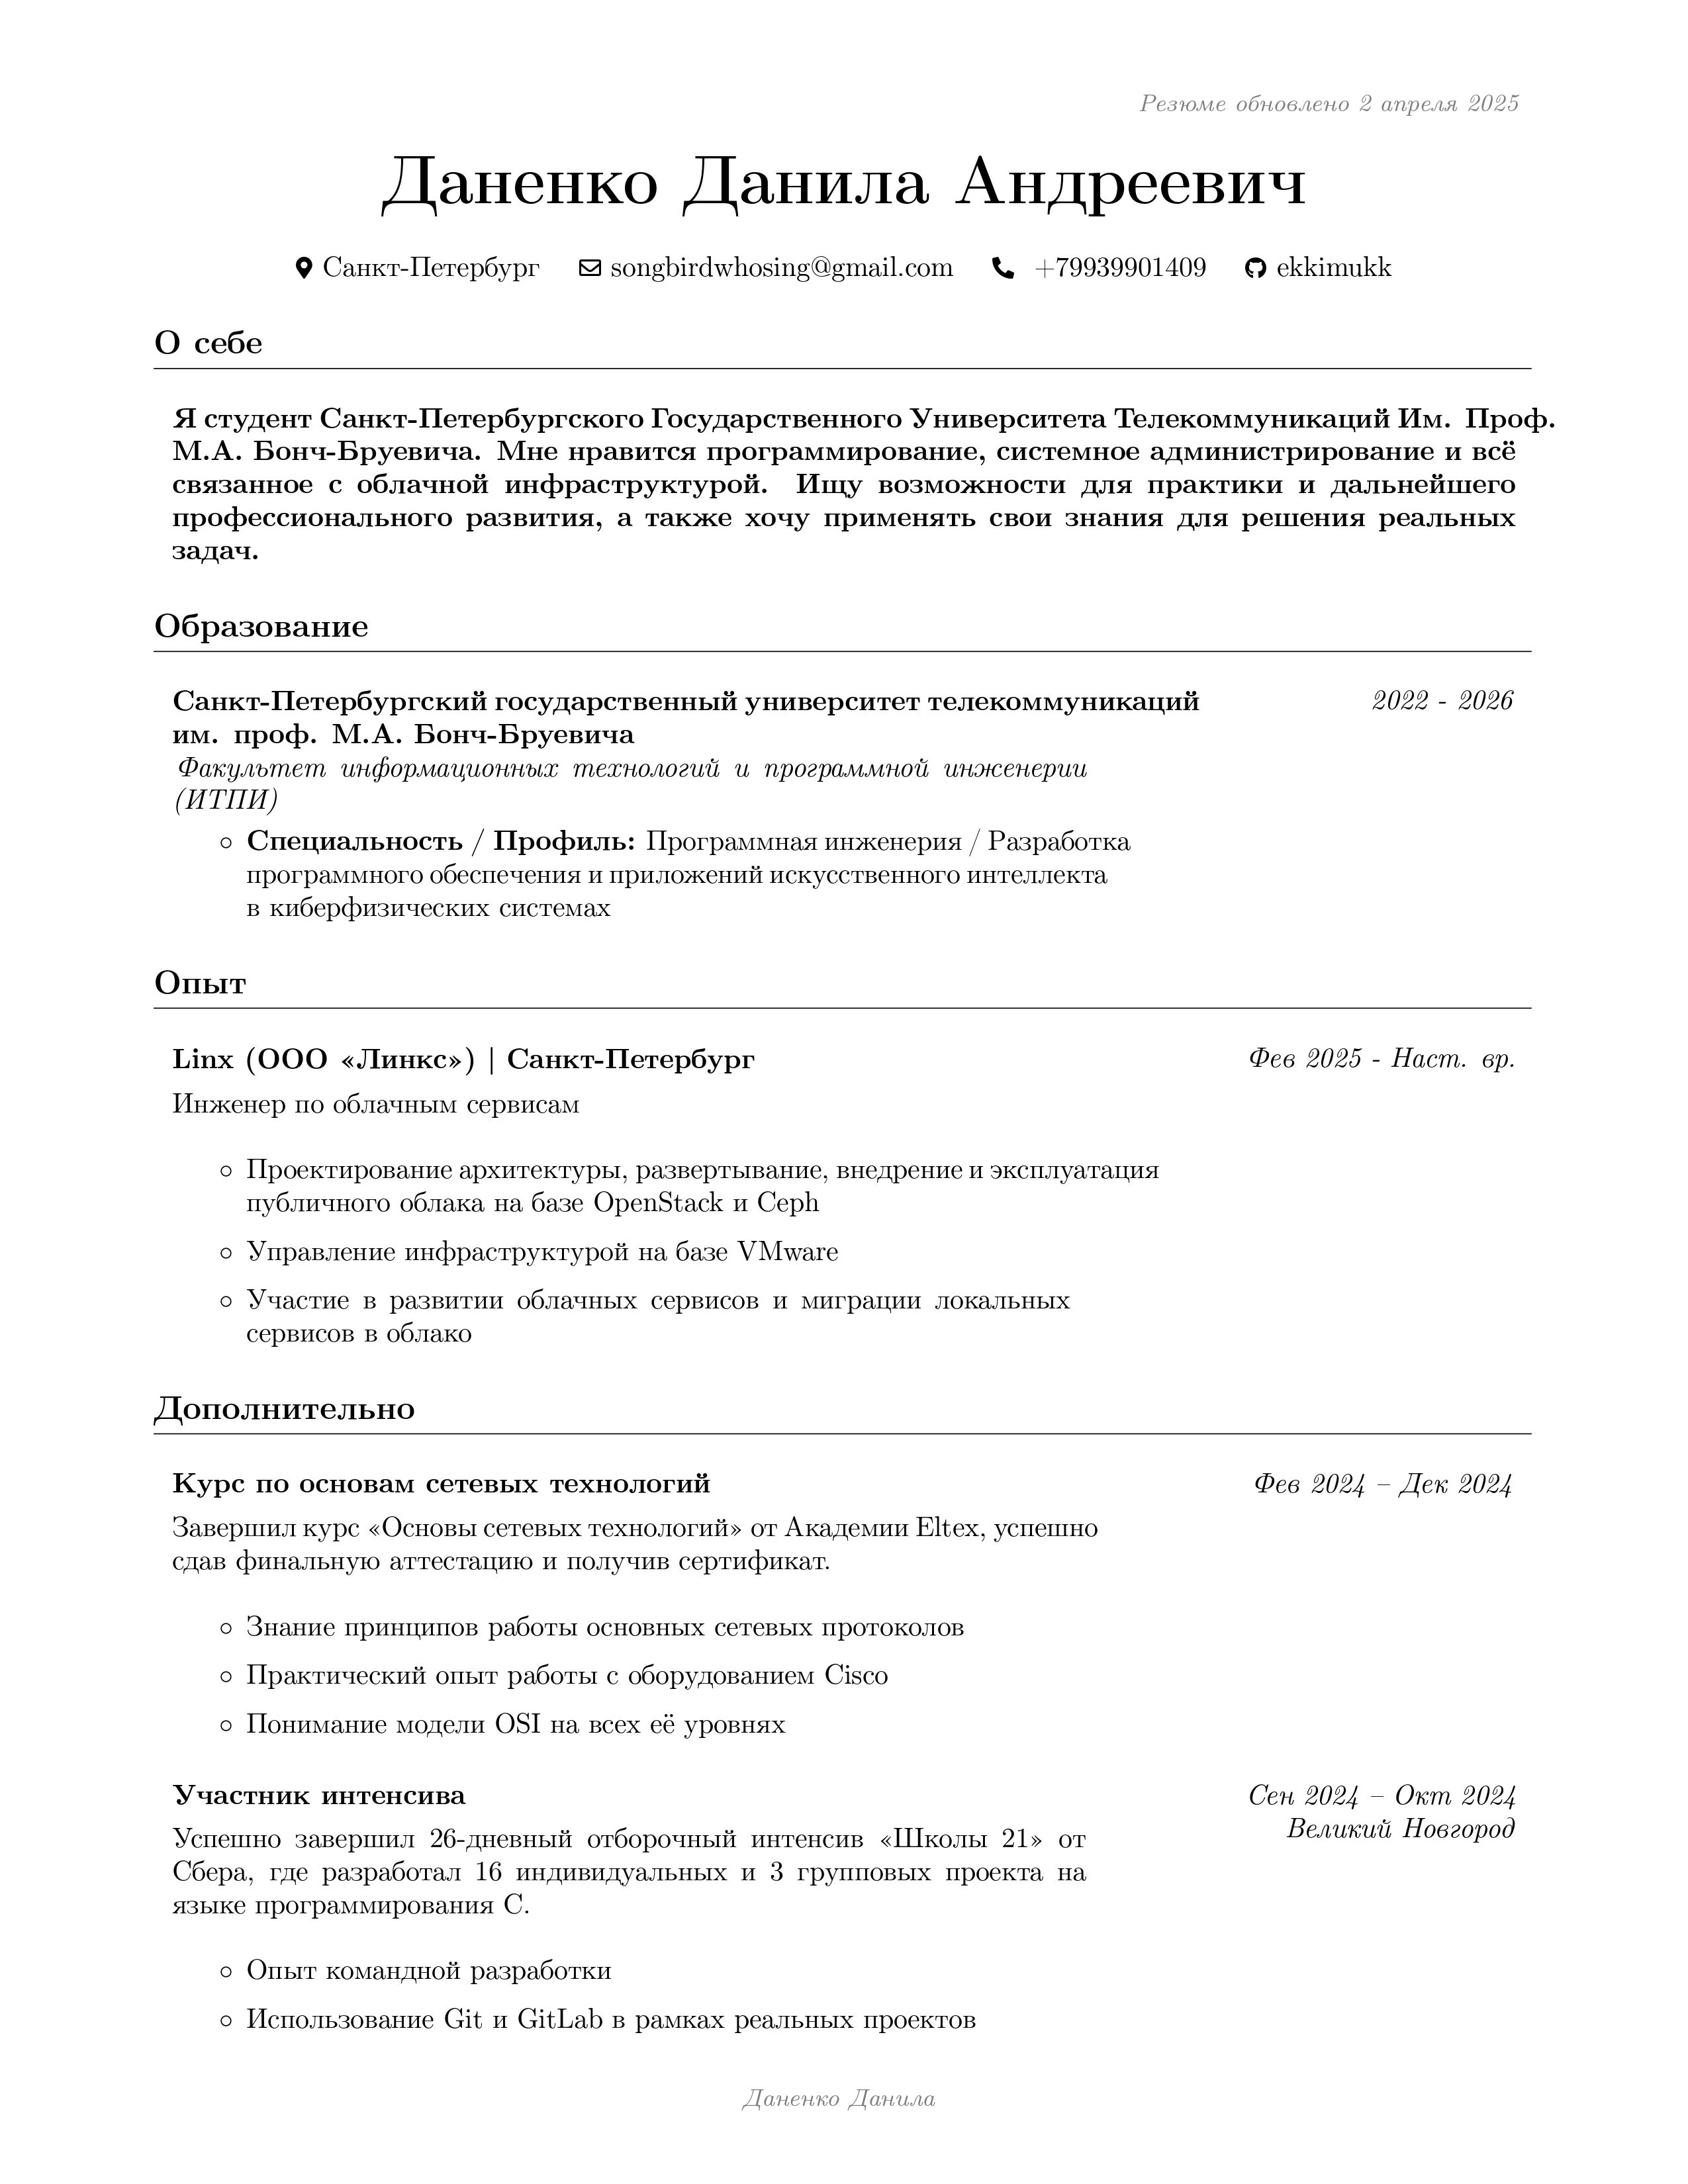 Резюме обновлено 2 апреля 2025
Даненко Данила Андреевич
Санкт-Петербург songbirdwhosing@gmail.com +79939901409 ekkimukk
О себе
Я студент Санкт-Петербургского Государственного Университета Телекоммуникаций Им. Проф.
М.А. Бонч-Бруевича. Мне нравится программирование, системное администрирование и всё
связанное с облачной инфраструктурой. Ищу возможности для практики и дальнейшего
профессионального развития, а также хочу применять свои знания для решения реальных
задач.
Образование
Санкт-Петербургский государственный университет телекоммуникаций 2022 - 2026
им. проф. М.А. Бонч-Бруевича
Факультет информационных технологий и программной инженерии
(ИТПИ)
◦ Специальность / Профиль: Программная инженерия / Разработка
программного обеспечения и приложений искусственного интеллекта
в киберфизических системах
Опыт
Linx (ООО «Линкс») | Санкт-Петербург Фев 2025 - Наст. вр.
Инженер по облачным сервисам
◦ Проектирование архитектуры, развертывание, внедрение и эксплуатация
публичного облака на базе OpenStack и Ceph
◦ Управление инфраструктурой на базе VMware
◦ Участие в развитии облачных сервисов и миграции локальных
сервисов в облако
Дополнительно
Курс по основам сетевых технологий Фев 2024 – Дек 2024
Завершил курс «Основы сетевых технологий» от Академии Eltex, успешно
сдав финальную аттестацию и получив сертификат.
◦ Знание принципов работы основных сетевых протоколов
◦ Практический опыт работы с оборудованием Cisco
◦ Понимание модели OSI на всех её уровнях
Участник интенсива Сен 2024 – Окт 2024
Великий Новгород
Успешно завершил 26-дневный отборочный интенсив «Школы 21» от
Сбера, где разработал 16 индивидуальных и 3 групповых проекта на
языке программирования C.
◦ Опыт командной разработки
◦ Использование Git и GitLab в рамках реальных проектов
Даненко Данила